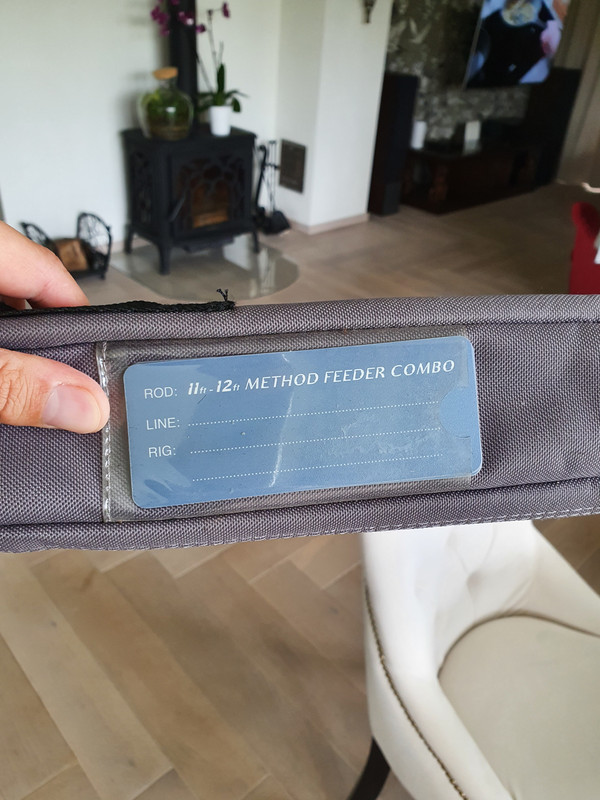 ROD: 11ft-12ft METHOD FEEDER COMBO
LINE:
RIG: